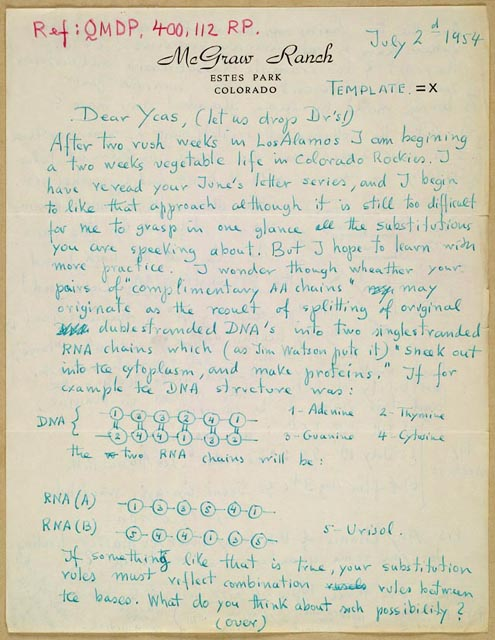 Ref: QMDP, 400,112 RP.
July 2d 1954
McGraw Ranch
ESTES PARK
COLORADO
TEMPLATE. = X
Dear Ycas, (let us drop Dr's!)
After two rush weeks in Los Alamos I am begining
a two weeks vegetable life in Colorado Rockies. I
have reread your June's letter series, and I begin
to like that approach although it is still too difficult
for me to grasp in one glance all the substitutions
you are speeking about. But I hope to learn with
more practice. I wonder though wheather your
pairs of "complimentary AA chains" may
originate as the result of splitting of original
dublestranded DNA's into two singlestranded
RNA chains which (as Jim Watson puts it) "sneek out
into the cytoplasm, and make proteins." If for
example the DNA structure was:
DNA { 1 2 3 2 4 1 1-Adenine 2-Thymine
2 4 4 1 3 2 3-Guanine 4-Cytosine
the two RNA chains will be:
RNA (A) 1 3 3 5 4 1
RNA (B) 5 4 4 1 3 5 5-Urisol.
If something like that is true, your substitution
rules must reflect combination rules between
the bases. What do you think about such possibility?
(over)